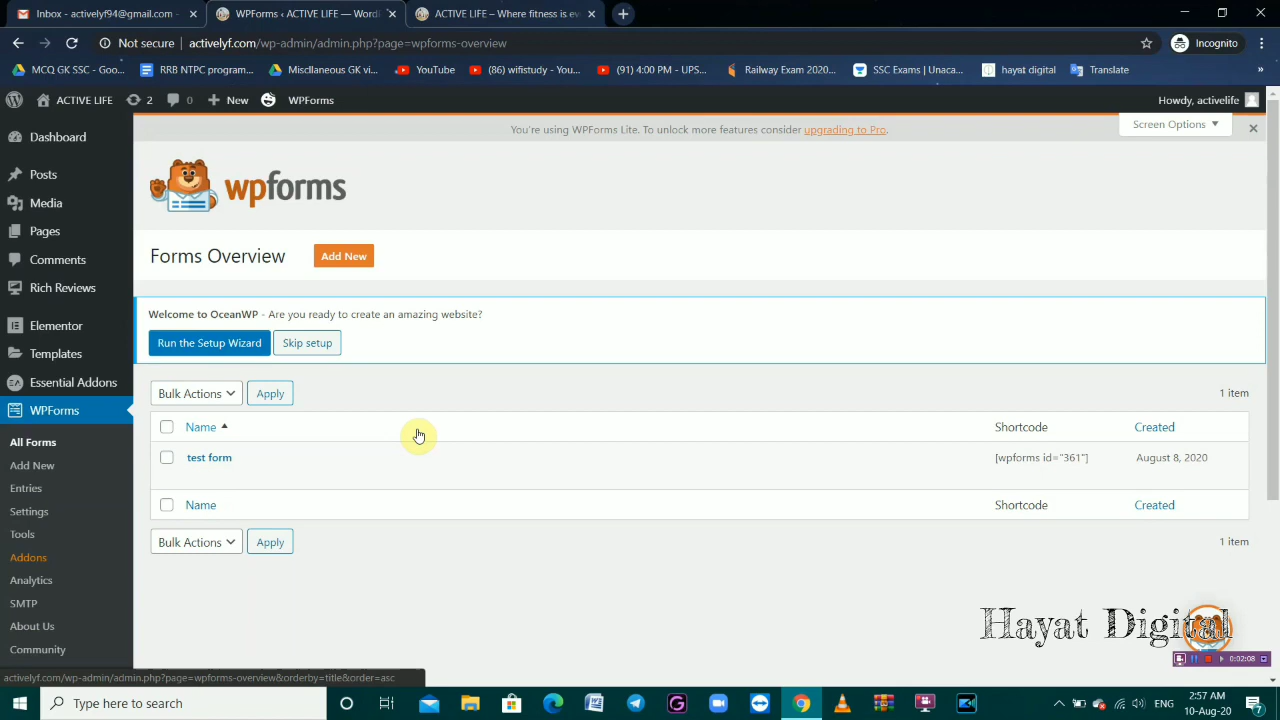 Inbox - activelyf94@gmail.com -
WPForms ‹ ACTIVE LIFE — Word
ACTIVE LIFE – Where fitness is ev
Not secure
activelyf.com/wp-admin/admin.php?page=wpforms-overview
Incognito
MCQ GK SSC - Goo...
RRB NTPC program...
Miscllaneous GK vi...
YouTube
(86) wifistudy - You...
(91) 4:00 PM - UPS...
Railway Exam 2020...
SSC Exams | Unaca...
hayat digital
Translate
»
ACTIVE LIFE
2
0
New
WPForms
Howdy, activelife
Dashboard
Posts
Media
Pages
Comments
Rich Reviews
Elementor
Templates
Essential Addons
WPForms
All Forms
Add New
Entries
Settings
Tools
Addons
Analytics
SMTP
About Us
Community
You're using WPForms Lite. To unlock more features consider upgrading to Pro.
Screen Options
wpforms
Forms Overview
Add New
Welcome to OceanWP - Are you ready to create an amazing website?
Run the Setup Wizard
Skip setup
Bulk Actions
Apply
1 item
Name
Shortcode
Created
test form
[wpforms id="361"]
August 8, 2020
Name
Shortcode
Created
Bulk Actions
Apply
1 item
Hayat Digital
0:02:08
activelyf.com/wp-admin/admin.php?page=wpforms-overview&orderby=title&order=asc
Type here to search
ENG
2:57 AM
10-Aug-20
7